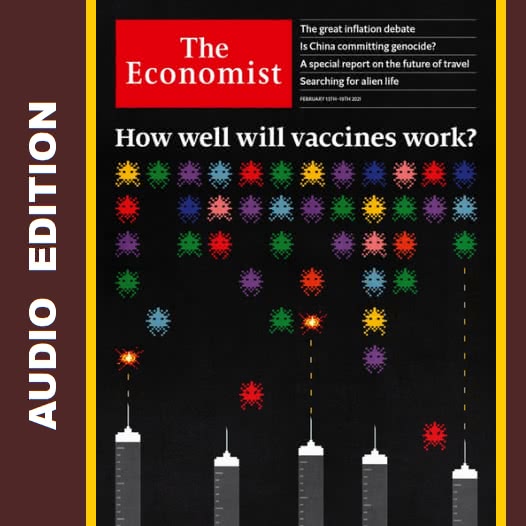 AUDIO EDITION
The
Economist
The great inflation debate
Is China committing genocide?
A special report on the future of travel
Searching for alien life
FEBRUARY 13TH–19TH 2021
How well will vaccines work?